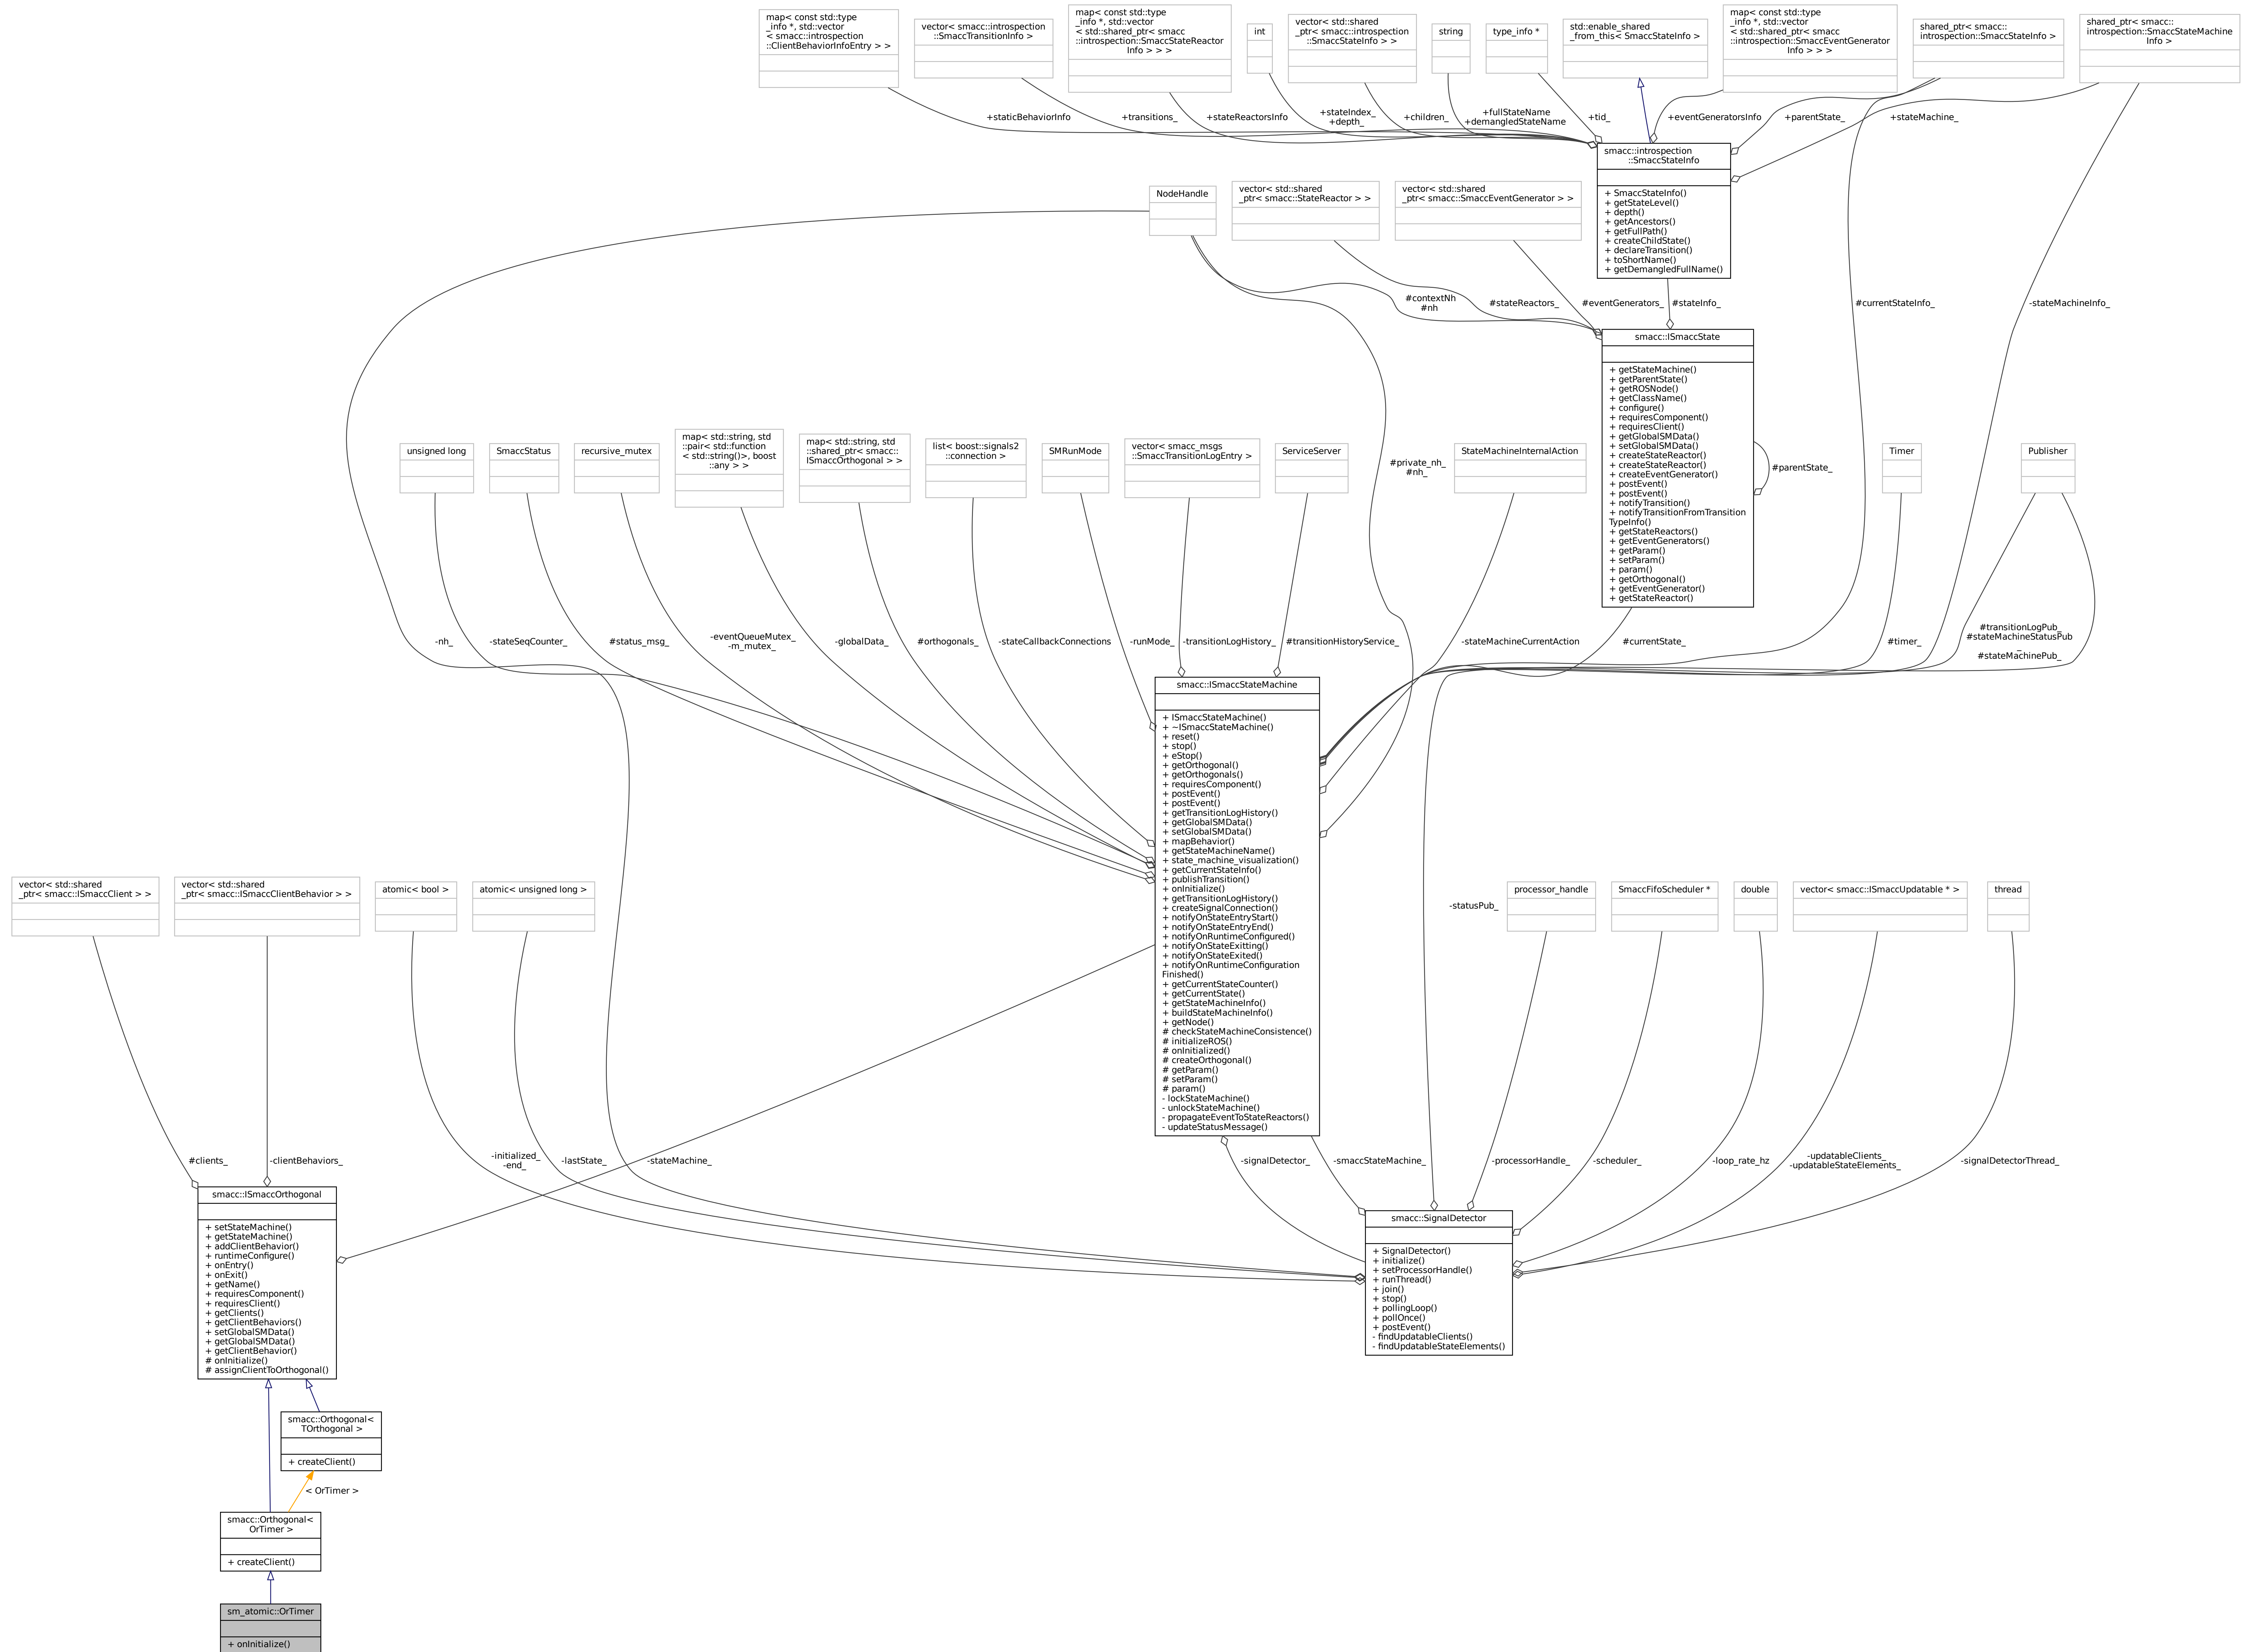 map< const std::type
_info *, std::vector
< smacc::introspection
::ClientBehaviorInfoEntry > >
vector< smacc::introspection
::SmaccTransitionInfo >
map< const std::type
_info *, std::vector
< std::shared_ptr< smacc
::introspection::SmaccStateReactor
Info > > >
int
vector< std::shared
_ptr< smacc::introspection
::SmaccStateInfo > >
string
type_info *
std::enable_shared
_from_this< SmaccStateInfo >
map< const std::type
_info *, std::vector
< std::shared_ptr< smacc
::introspection::SmaccEventGenerator
Info > > >
shared_ptr< smacc::
introspection::SmaccStateInfo >
shared_ptr< smacc::
introspection::SmaccStateMachine
Info >
+staticBehaviorInfo
+transitions_
+stateReactorsInfo
+stateIndex_
+depth_
+children_
+fullStateName
+demangledStateName
+tid_
+eventGeneratorsInfo
+parentState_
+stateMachine_
smacc::introspection
::SmaccStateInfo
+ SmaccStateInfo()
+ getStateLevel()
+ depth()
+ getAncestors()
+ getFullPath()
+ createChildState()
+ declareTransition()
+ toShortName()
+ getDemangledFullName()
NodeHandle
vector< std::shared
_ptr< smacc::StateReactor > >
vector< std::shared
_ptr< smacc::SmaccEventGenerator > >
#contextNh
#nh
#stateReactors_
#eventGenerators_
#stateInfo_
#currentStateInfo_
-stateMachineInfo_
smacc::ISmaccState
+ getStateMachine()
+ getParentState()
+ getROSNode()
+ getClassName()
+ configure()
+ requiresComponent()
+ requiresClient()
+ getGlobalSMData()
+ setGlobalSMData()
+ createStateReactor()
+ createStateReactor()
+ createEventGenerator()
+ postEvent()
+ postEvent()
+ notifyTransition()
+ notifyTransitionFromTransition
TypeInfo()
+ getStateReactors()
+ getEventGenerators()
+ getParam()
+ setParam()
+ param()
+ getOrthogonal()
+ getEventGenerator()
+ getStateReactor()
#parentState_
unsigned long
SmaccStatus
recursive_mutex
map< std::string, std
::pair< std::function
< std::string()>, boost
::any > >
map< std::string, std
::shared_ptr< smacc::
ISmaccOrthogonal > >
list< boost::signals2
::connection >
SMRunMode
vector< smacc_msgs
::SmaccTransitionLogEntry >
ServiceServer
#private_nh_
#nh_
StateMachineInternalAction
Timer
Publisher
-nh_
-stateSeqCounter_
#status_msg_
-eventQueueMutex_
-m_mutex_
-globalData_
#orthogonals_
-stateCallbackConnections
-runMode_
-transitionLogHistory_
#transitionHistoryService_
-stateMachineCurrentAction
#currentState_
#timer_
#transitionLogPub_
#stateMachineStatusPub
_
#stateMachinePub_
smacc::ISmaccStateMachine
+ ISmaccStateMachine()
+ ~ISmaccStateMachine()
+ reset()
+ stop()
+ eStop()
+ getOrthogonal()
+ getOrthogonals()
+ requiresComponent()
+ postEvent()
+ postEvent()
+ getTransitionLogHistory()
+ getGlobalSMData()
+ setGlobalSMData()
+ mapBehavior()
+ getStateMachineName()
+ state_machine_visualization()
+ getCurrentStateInfo()
+ publishTransition()
+ onInitialize()
+ getTransitionLogHistory()
+ createSignalConnection()
+ notifyOnStateEntryStart()
+ notifyOnStateEntryEnd()
+ notifyOnRuntimeConfigured()
+ notifyOnStateExitting()
+ notifyOnStateExited()
+ notifyOnRuntimeConfiguration
Finished()
+ getCurrentStateCounter()
+ getCurrentState()
+ getStateMachineInfo()
+ buildStateMachineInfo()
+ getNode()
# checkStateMachineConsistence()
# initializeROS()
# onInitialized()
# createOrthogonal()
# getParam()
# setParam()
# param()
- lockStateMachine()
- unlockStateMachine()
- propagateEventToStateReactors()
- updateStatusMessage()
vector< std::shared
_ptr< smacc::ISmaccClient > >
vector< std::shared
_ptr< smacc::ISmaccClientBehavior > >
atomic< bool >
atomic< unsigned long >
-statusPub_
processor_handle
SmaccFifoScheduler *
double
vector< smacc::ISmaccUpdatable * >
thread
#clients_
-clientBehaviors_
-initialized_
-end_
-lastState_
-stateMachine_
-signalDetector_
-smaccStateMachine_
-processorHandle_
-scheduler_
-loop_rate_hz
-updatableClients_
-updatableStateElements_
-signalDetectorThread_
smacc::ISmaccOrthogonal
+ setStateMachine()
+ getStateMachine()
+ addClientBehavior()
+ runtimeConfigure()
+ onEntry()
+ onExit()
+ getName()
+ requiresComponent()
+ requiresClient()
+ getClients()
+ getClientBehaviors()
+ setGlobalSMData()
+ getGlobalSMData()
+ getClientBehavior()
# onInitialize()
# assignClientToOrthogonal()
smacc::SignalDetector
+ SignalDetector()
+ initialize()
+ setProcessorHandle()
+ runThread()
+ join()
+ stop()
+ pollingLoop()
+ pollOnce()
+ postEvent()
- findUpdatableClients()
- findUpdatableStateElements()
smacc::Orthogonal<
TOrthogonal >
+ createClient()
< OrTimer >
smacc::Orthogonal<
OrTimer >
+ createClient()
sm_atomic::OrTimer
+ onInitialize()